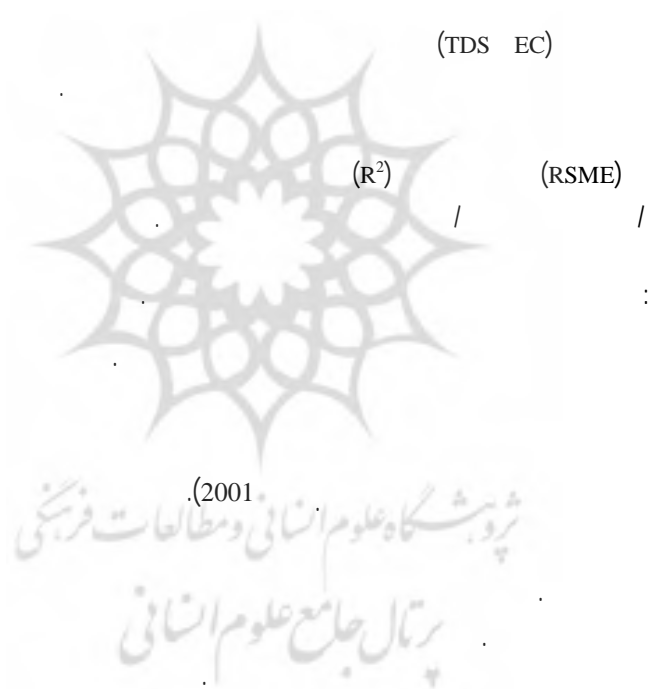 (TDS EC)
.
(R²) (RSME)
/ / .
: .
.
.(2001 .
پژوهشگاه علوم انسانی و مطالعات فرهنگی
.
پرتال جامع علوم انسانی
.
.